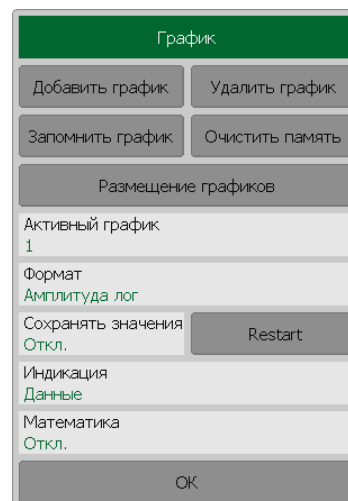 График
Добавить график
Удалить график
Запомнить график
Очистить память
Размещение графиков
Активный график
1
Формат
Амплитуда лог
Сохранять значения
Откл.
Restart
Индикация
Данные
Математика
Откл.
ОК